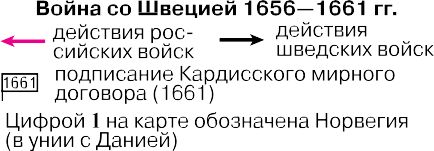 Война со Швецией 1656—1661 гг.
действия рос-
сийских войск
действия
шведских войск
1661
подписание Кардисского мирного
договора (1661)
Цифрой 1 на карте обозначена Норвегия
(в унии с Данией)